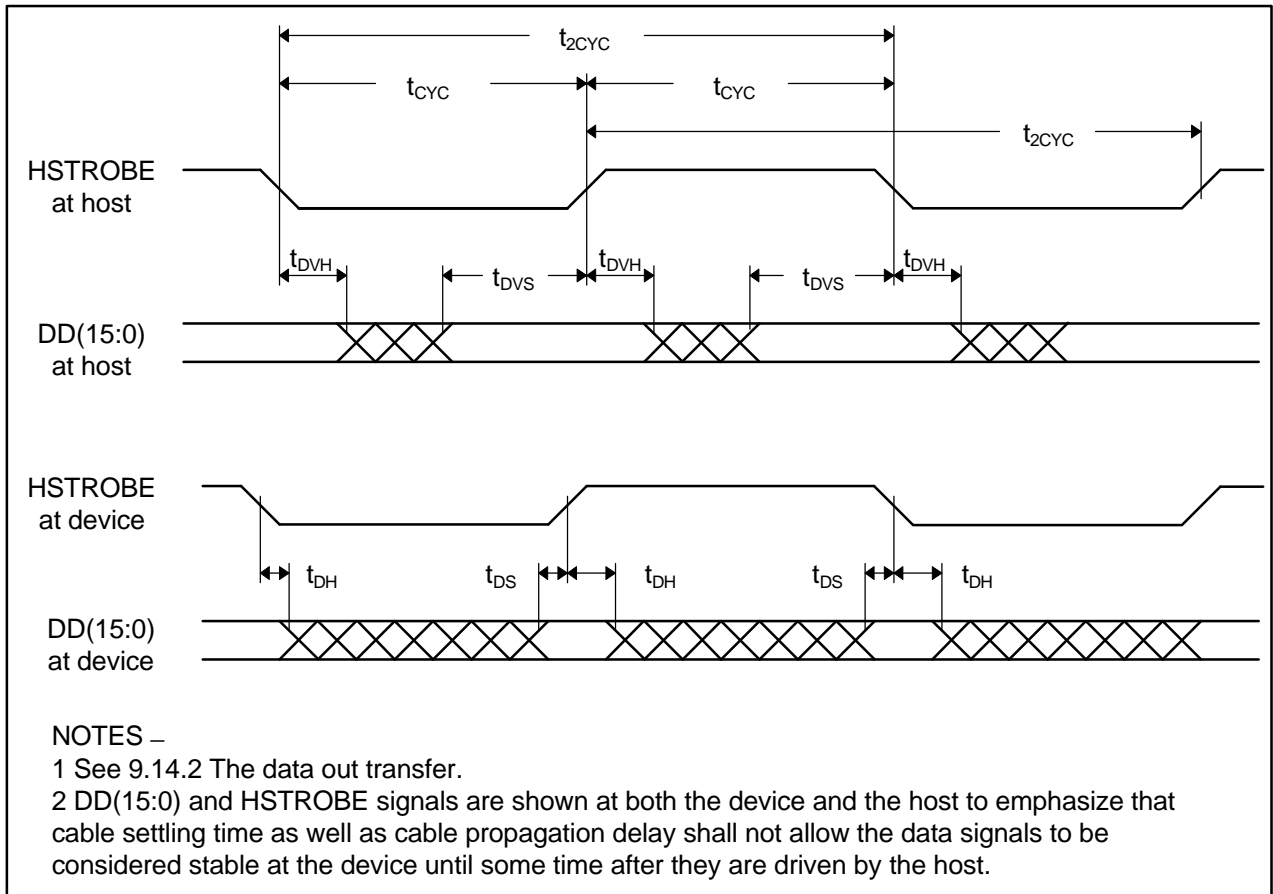 t2CYC
tCYC tCYC
t2CYC
HSTROBE
at host
tDVH tDVS tDVH tDVS tDVH
DD(15:0)
at host
HSTROBE
at device
tDH tDS tDH tDS tDH
DD(15:0)
at device
NOTES –
1 See 9.14.2 The data out transfer.
2 DD(15:0) and HSTROBE signals are shown at both the device and the host to emphasize that
cable settling time as well as cable propagation delay shall not allow the data signals to be
considered stable at the device until some time after they are driven by the host.